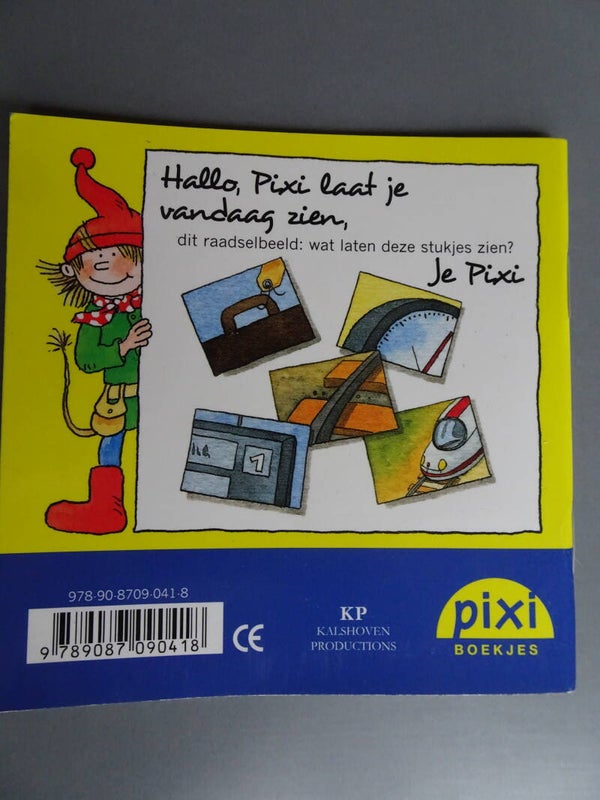 Hallo, Pixi laat je
vandaag zien,
dit raadselbeeld: wat laten deze stukjes zien?
Je Pixi
1
978-90-8709-041-8
9 789087 090418
CE
KP
KALSHOVEN
PRODUCTIONS
pixi
BOEKJES